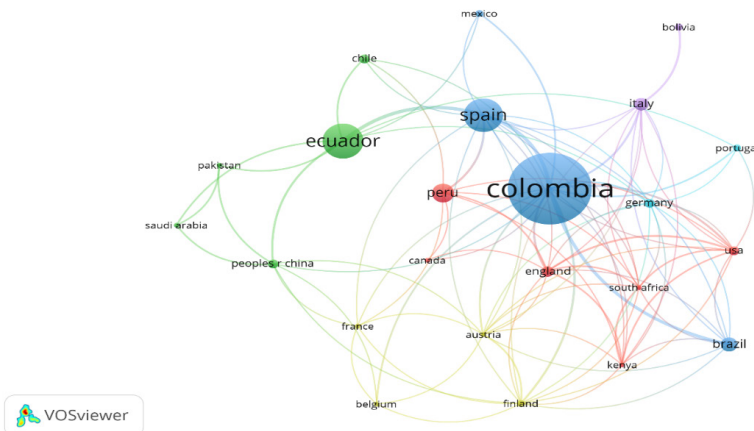 mexico
bolivia
chile
italy
spain
ecuador
portuga
pakistan
colombia
peru
germany
saudi arabia
usa
canada
peoples r china
england
south africa
france
austria
brazil
kenya
belgium
finland
VOSviewer